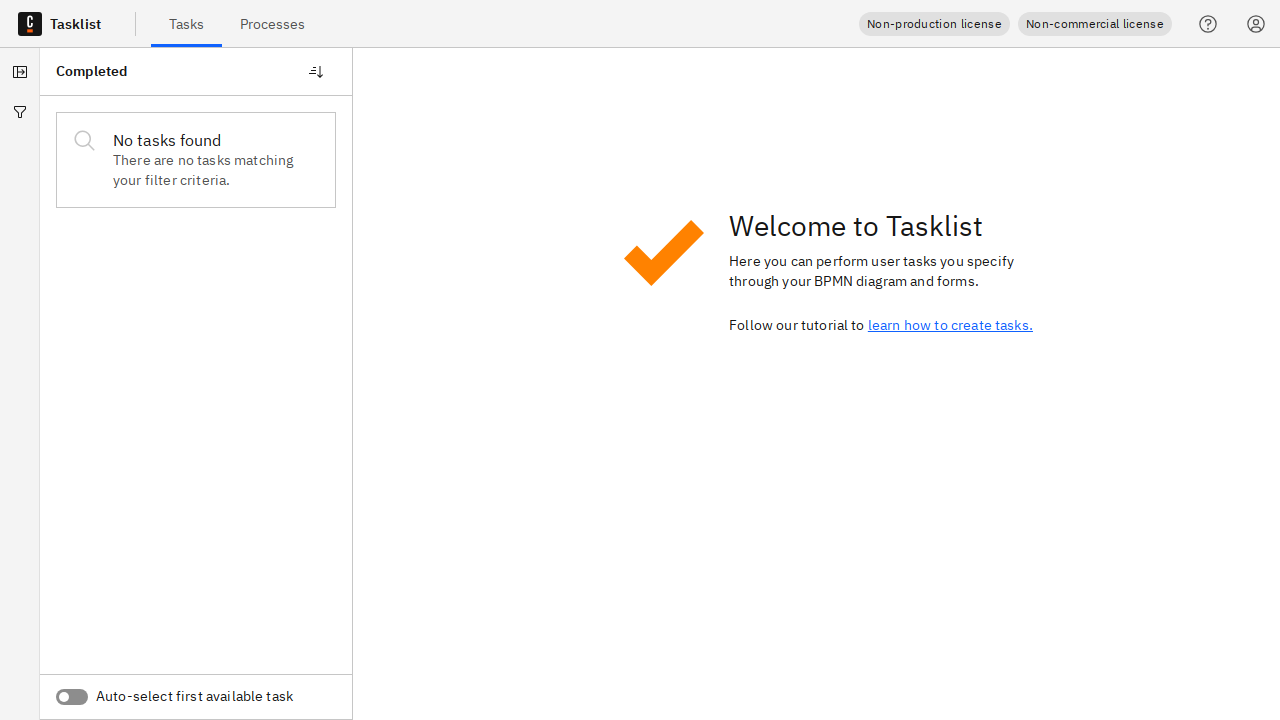 C Tasklist Tasks Processes Non-production license Non-commercial license
Completed
No tasks found
There are no tasks matching
your filter criteria.
Welcome to Tasklist
Here you can perform user tasks you specify
through your BPMN diagram and forms.
Follow our tutorial to learn how to create tasks.
Auto-select first available task